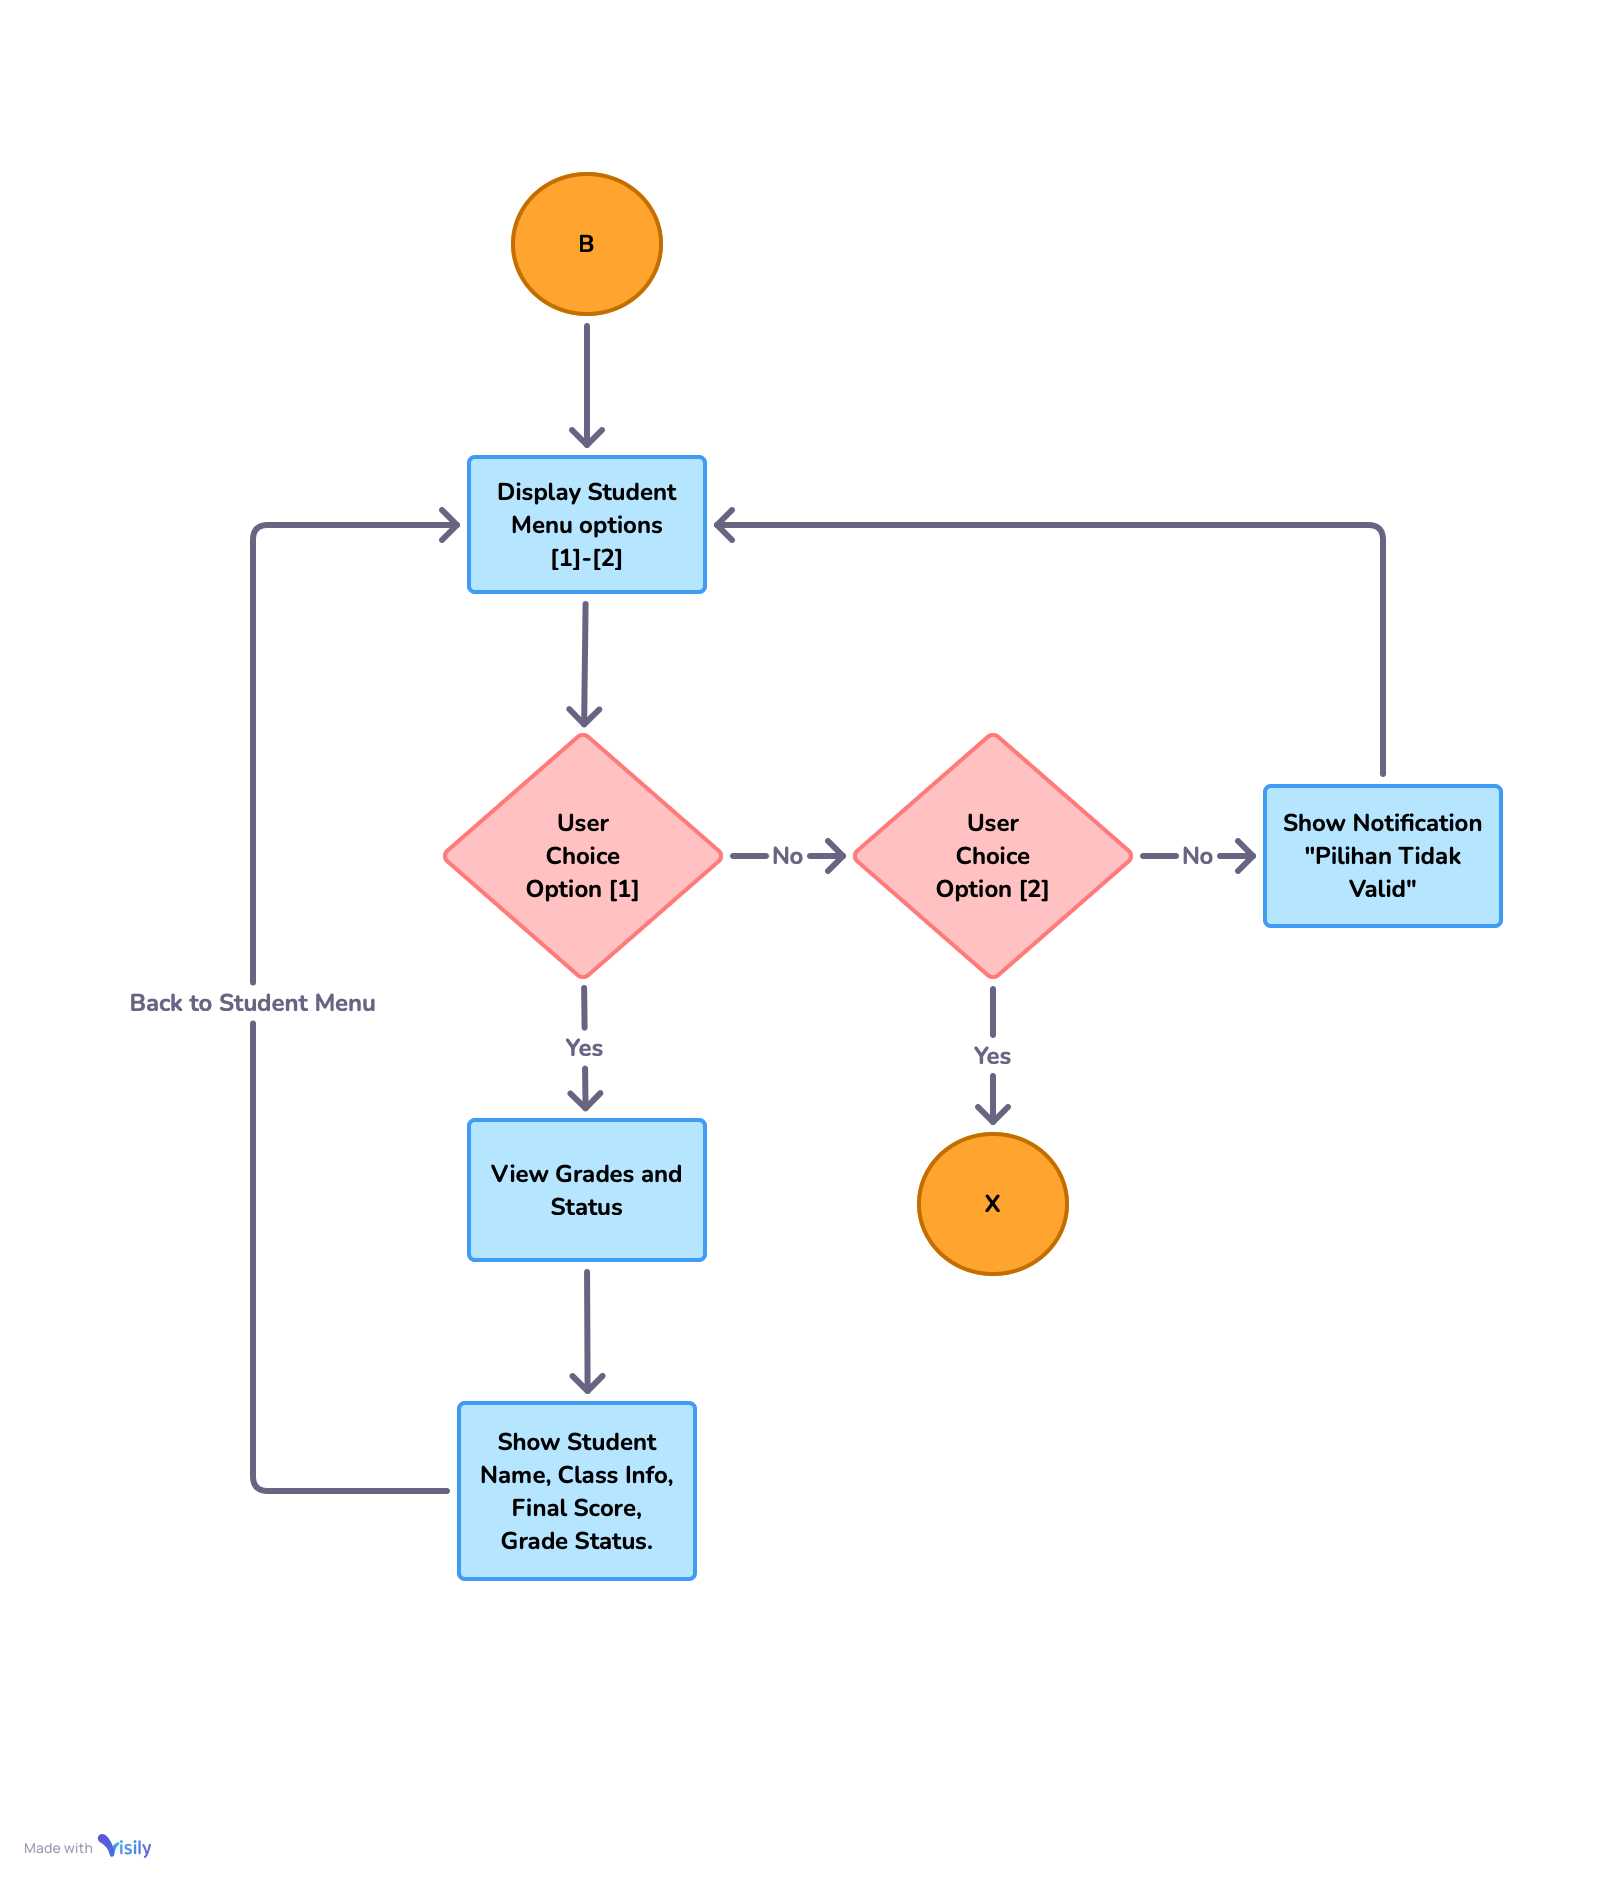 B
Display Student
Menu options
[1]-[2]
User
Choice
Option [1]
No
User
Choice
Option [2]
No
Show Notification
"Pilihan Tidak
Valid"
Back to Student Menu
Yes
Yes
View Grades and
Status
X
Show Student
Name, Class Info,
Final Score,
Grade Status.
Made with Visily